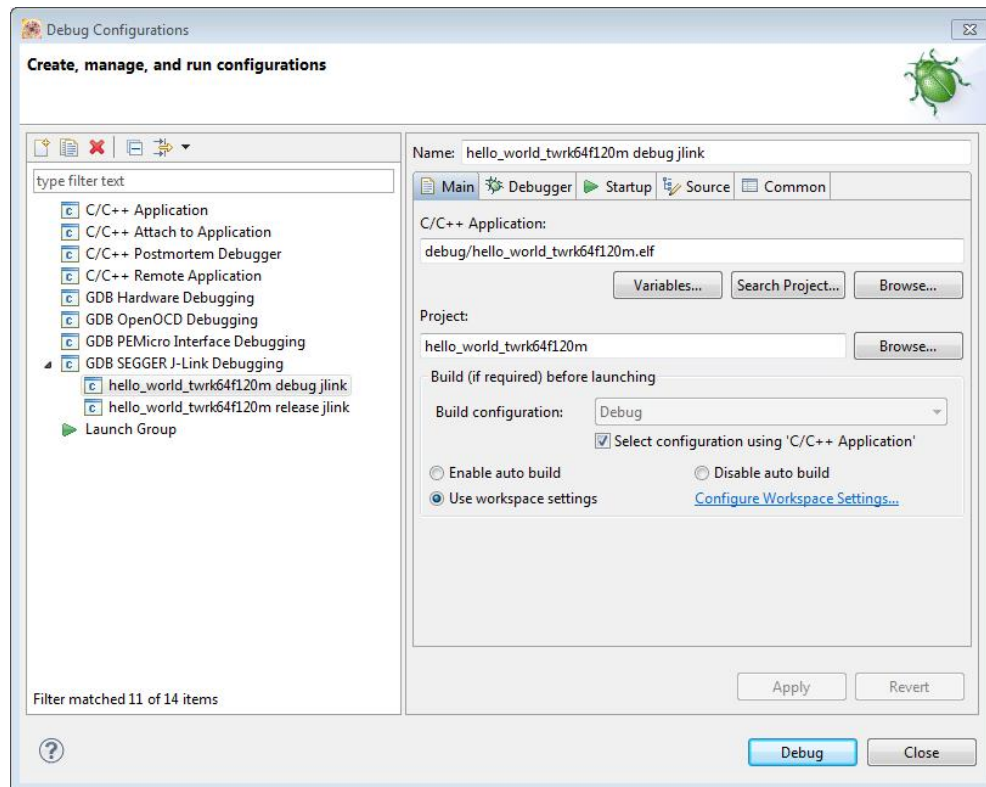 Debug Configurations
Create, manage, and run configurations
type filter text
C/C++ Application
C/C++ Attach to Application
C/C++ Postmortem Debugger
C/C++ Remote Application
GDB Hardware Debugging
GDB OpenOCD Debugging
GDB PEMicro Interface Debugging
GDB SEGGER J-Link Debugging
hello_world_twrk64f120m debug jlink
hello_world_twrk64f120m release jlink
Launch Group
Filter matched 11 of 14 items
Name: hello_world_twrk64f120m debug jlink
Main Debugger Startup Source Common
C/C++ Application:
debug/hello_world_twrk64f120m.elf
Variables... Search Project... Browse...
Project:
hello_world_twrk64f120m Browse...
Build (if required) before launching
Build configuration: Debug
Select configuration using 'C/C++ Application'
Enable auto build Disable auto build
Use workspace settings Configure Workspace Settings...
Apply Revert
? Debug Close